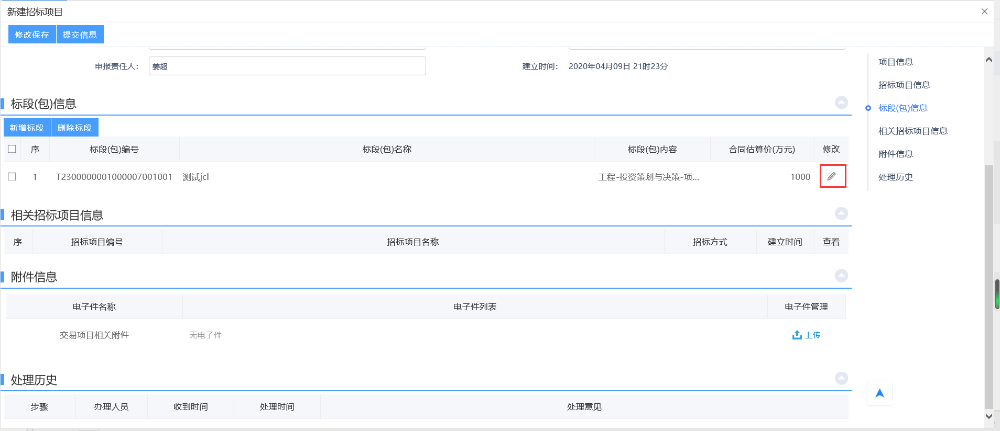 新建招标项目
修改保存 提交信息
申报责任人： 姜超 建立时间： 2020年04月09日 21时23分
标段(包)信息
新增标段 删除标段
序 标段(包)编号 标段(包)名称 标段(包)内容 合同估算价(万元) 修改
1 T2300000001000007001001 测试jcl 工程-投资策划与决策-项... 1000
相关招标项目信息
序 招标项目编号 招标项目名称 招标方式 建立时间 查看
附件信息
电子件名称 电子件列表 电子件管理
交易项目相关附件 无电子件 上传
处理历史
步骤 办理人员 收到时间 处理时间 处理意见
项目信息
招标项目信息
标段(包)信息
相关招标项目信息
附件信息
处理历史